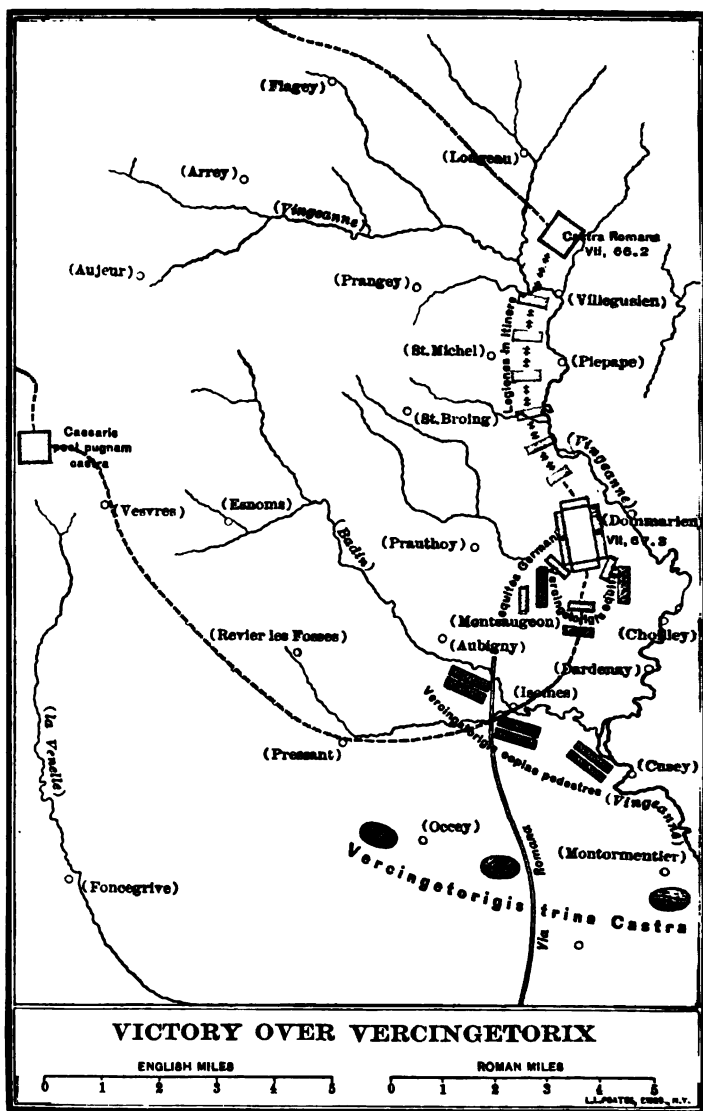 (Flagey)
(Longeau)
(Arrey)
(Vingeanne)
Castra Romana
VII, 66.2
(Aujeur)
(Prangey)
(Villegusien)
Legiones in Itinere
(St. Michel)
(Piepape)
(St. Broing)
Caesaris
post pugnam
castra
(Vingeanne)
(Vesvres)
(Esnoms)
(Badin)
(Dommarien)
VII, 67.3
(Prauthoy)
equites Germani
Vercingetorigis equites
(Montsaugeon)
(Choilley)
(Revier les Fosses)
(Aubigny)
(Dardenay)
(Isomes)
(la Venelle)
(Pressant)
Vercingetorigis copiae pedestres
(Cusey)
(Vingeanne)
(Occey)
Via Romana
(Montormentier)
Vercingetorigis trina Castra
(Foncegrive)
VICTORY OVER VERCINGETORIX
ENGLISH MILES
ROMAN MILES
0 1 2 3 4 5
0 1 2 3 4 5
L.L. POATES, ENGR., N.Y.